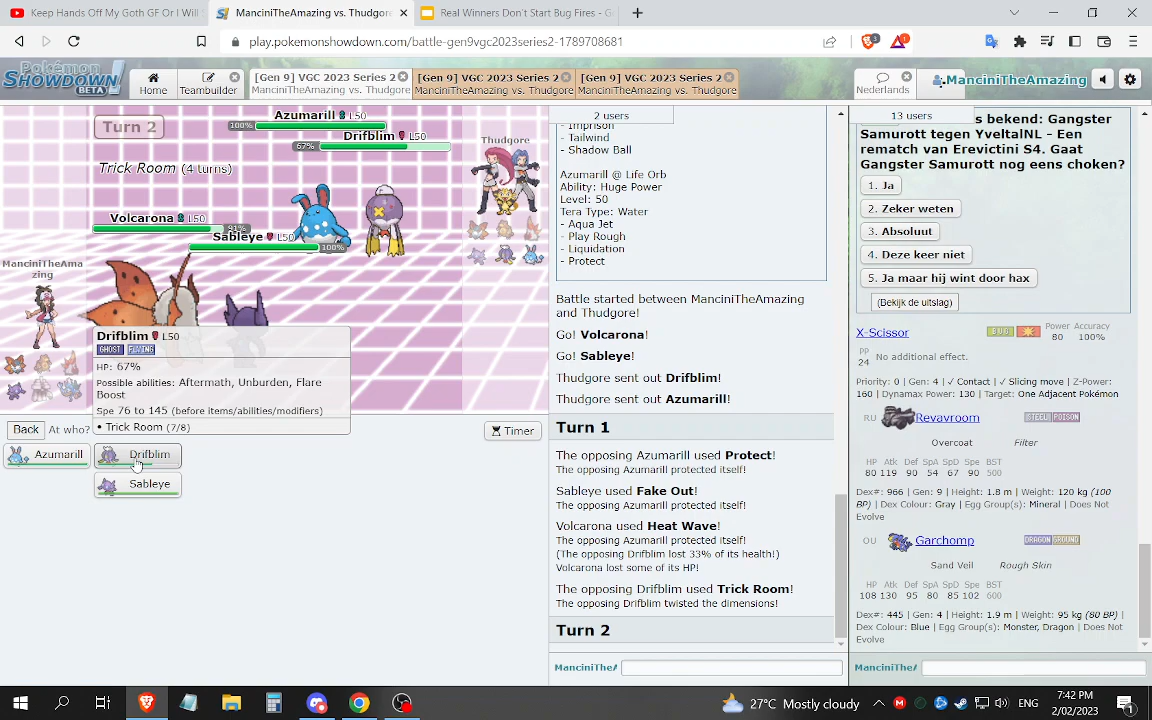 Keep Hands Off My Goth GF Or I Will
ManciniTheAmazing vs. Thudgor
Real Winners Don't Start Bug Fires - G
play.pokemonshowdown.com/battle-gen9vgc2023series2-1789708681
Pokémon
SHOWDOWN!
BETA
Home
Teambuilder
[Gen 9] VGC 2023 Series 2
ManciniTheAmazing vs. Thudgore
[Gen 9] VGC 2023 Series 2
ManciniTheAmazing vs. Thudgore
[Gen 9] VGC 2023 Series 2
ManciniTheAmazing vs. Thudgore
Nederlands
ManciniTheAmazing
Turn 2
Trick Room (4 turns)
Azumarill L50
100%
Drifblim L50
67%
Thudgore
Volcarona L50
91%
Sableye L50
100%
ManciniTheAma
zing
Drifblim L50
GHOST FLYING
HP: 67%
Possible abilities: Aftermath, Unburden, Flare
Boost
Spe 76 to 145 (before items/abilities/modifiers)
• Trick Room (7/8)
Back At who?
Timer
Azumarill
Drifblim
Sableye
2 users
- Imprison
- Tailwind
- Shadow Ball
Azumarill @ Life Orb
Ability: Huge Power
Level: 50
Tera Type: Water
- Aqua Jet
- Play Rough
- Liquidation
- Protect
Battle started between ManciniTheAmazing
and Thudgore!
Go! Volcarona!
Go! Sableye!
Thudgore sent out Drifblim!
Thudgore sent out Azumarill!
Turn 1
The opposing Azumarill used Protect!
The opposing Azumarill protected itself!
Sableye used Fake Out!
The opposing Azumarill protected itself!
Volcarona used Heat Wave!
The opposing Azumarill protected itself!
(The opposing Drifblim lost 33% of its health!)
Volcarona lost some of its HP!
The opposing Drifblim used Trick Room!
The opposing Drifblim twisted the dimensions!
Turn 2
ManciniTheA
13 users
s bekend: Gangster
Samurott tegen YveltalNL - Een
rematch van Erevictini S4. Gaat
Gangster Samurott nog eens choken?
1. Ja
2. Zeker weten
3. Absoluut
4. Deze keer niet
5. Ja maar hij wint door hax
(Bekijk de uitslag)
X-Scissor
BUG
Power
80
Accuracy
100%
PP
24
No additional effect.
Priority: 0 | Gen: 4 | ✓ Contact | ✓ Slicing move | Z-Power:
160 | Dynamax Power: 130 | Target: One Adjacent Pokémon
RU Revavroom STEEL POISON
Overcoat Filter
HP Atk Def SpA SpD Spe BST
80 119 90 54 67 90 500
Dex#: 966 | Gen: 9 | Height: 1.8 m | Weight: 120 kg (100
BP) | Dex Colour: Gray | Egg Group(s): Mineral | Does Not
Evolve
OU Garchomp DRAGON GROUND
Sand Veil Rough Skin
HP Atk Def SpA SpD Spe BST
108 130 95 80 85 102 600
Dex#: 445 | Gen: 4 | Height: 1.9 m | Weight: 95 kg (80 BP) |
Dex Colour: Blue | Egg Group(s): Monster, Dragon | Does Not
Evolve
ManciniTheA
27°C Mostly cloudy
ENG
7:42 PM
2/02/2023